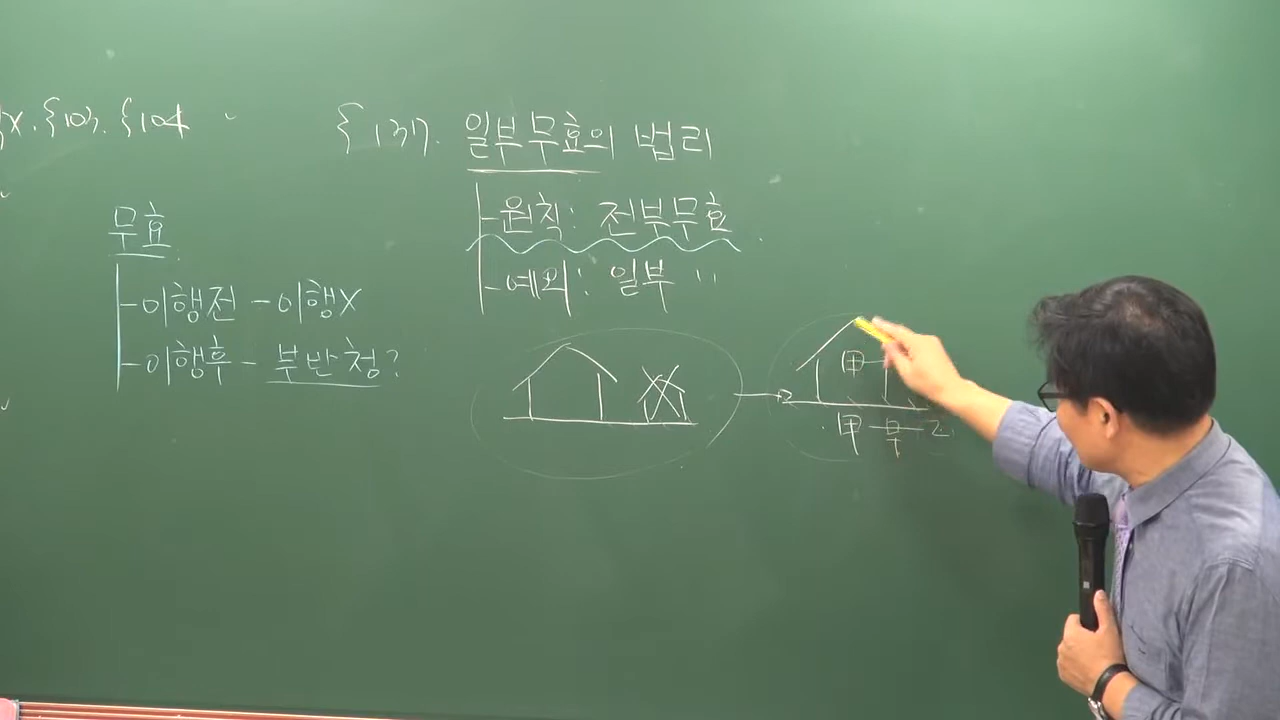 X. §103. §104
무효
-이행전 - 이행X
-이행후 - 부반청?
§137. 일부무효의 법리
-원칙: 전부무효.
-예외: 일부 〃
甲